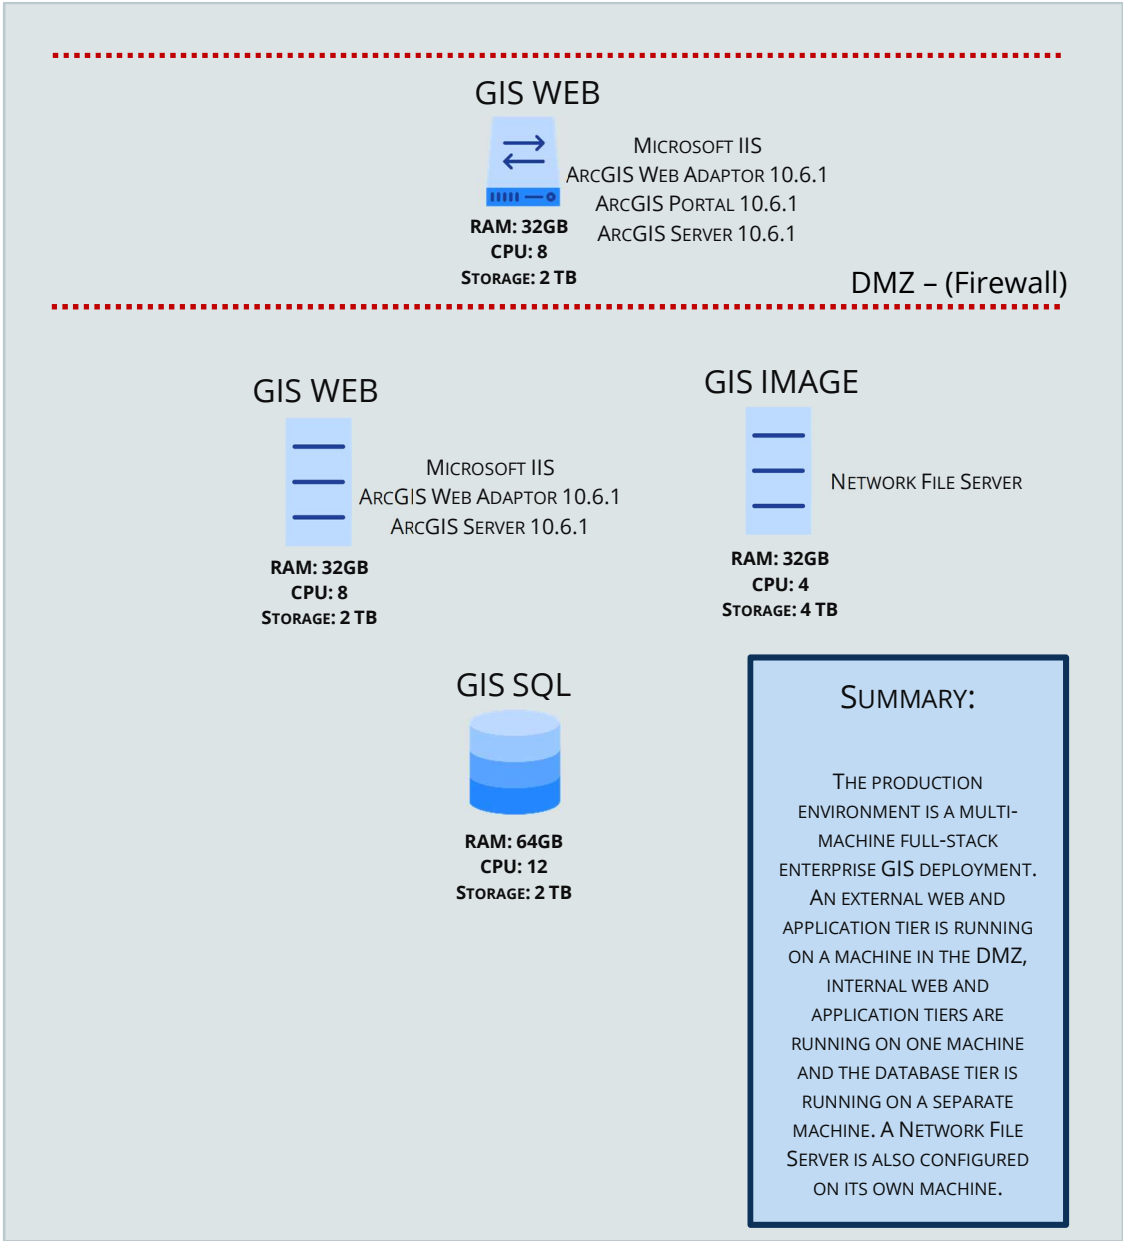 GIS WEB
Microsoft IIS
ArcGIS Web Adaptor 10.6.1
ArcGIS Portal 10.6.1
ArcGIS Server 10.6.1
RAM: 32GB
CPU: 8
Storage: 2 TB
DMZ – (Firewall)
GIS WEB
Microsoft IIS
ArcGIS Web Adaptor 10.6.1
ArcGIS Server 10.6.1
RAM: 32GB
CPU: 8
Storage: 2 TB
GIS IMAGE
Network File Server
RAM: 32GB
CPU: 4
Storage: 4 TB
GIS SQL
RAM: 64GB
CPU: 12
Storage: 2 TB
Summary:
The production
environment is a multi-
machine full-stack
enterprise GIS deployment.
An external web and
application tier is running
on a machine in the DMZ,
internal web and
application tiers are
running on one machine
and the database tier is
running on a separate
machine. A Network File
Server is also configured
on its own machine.